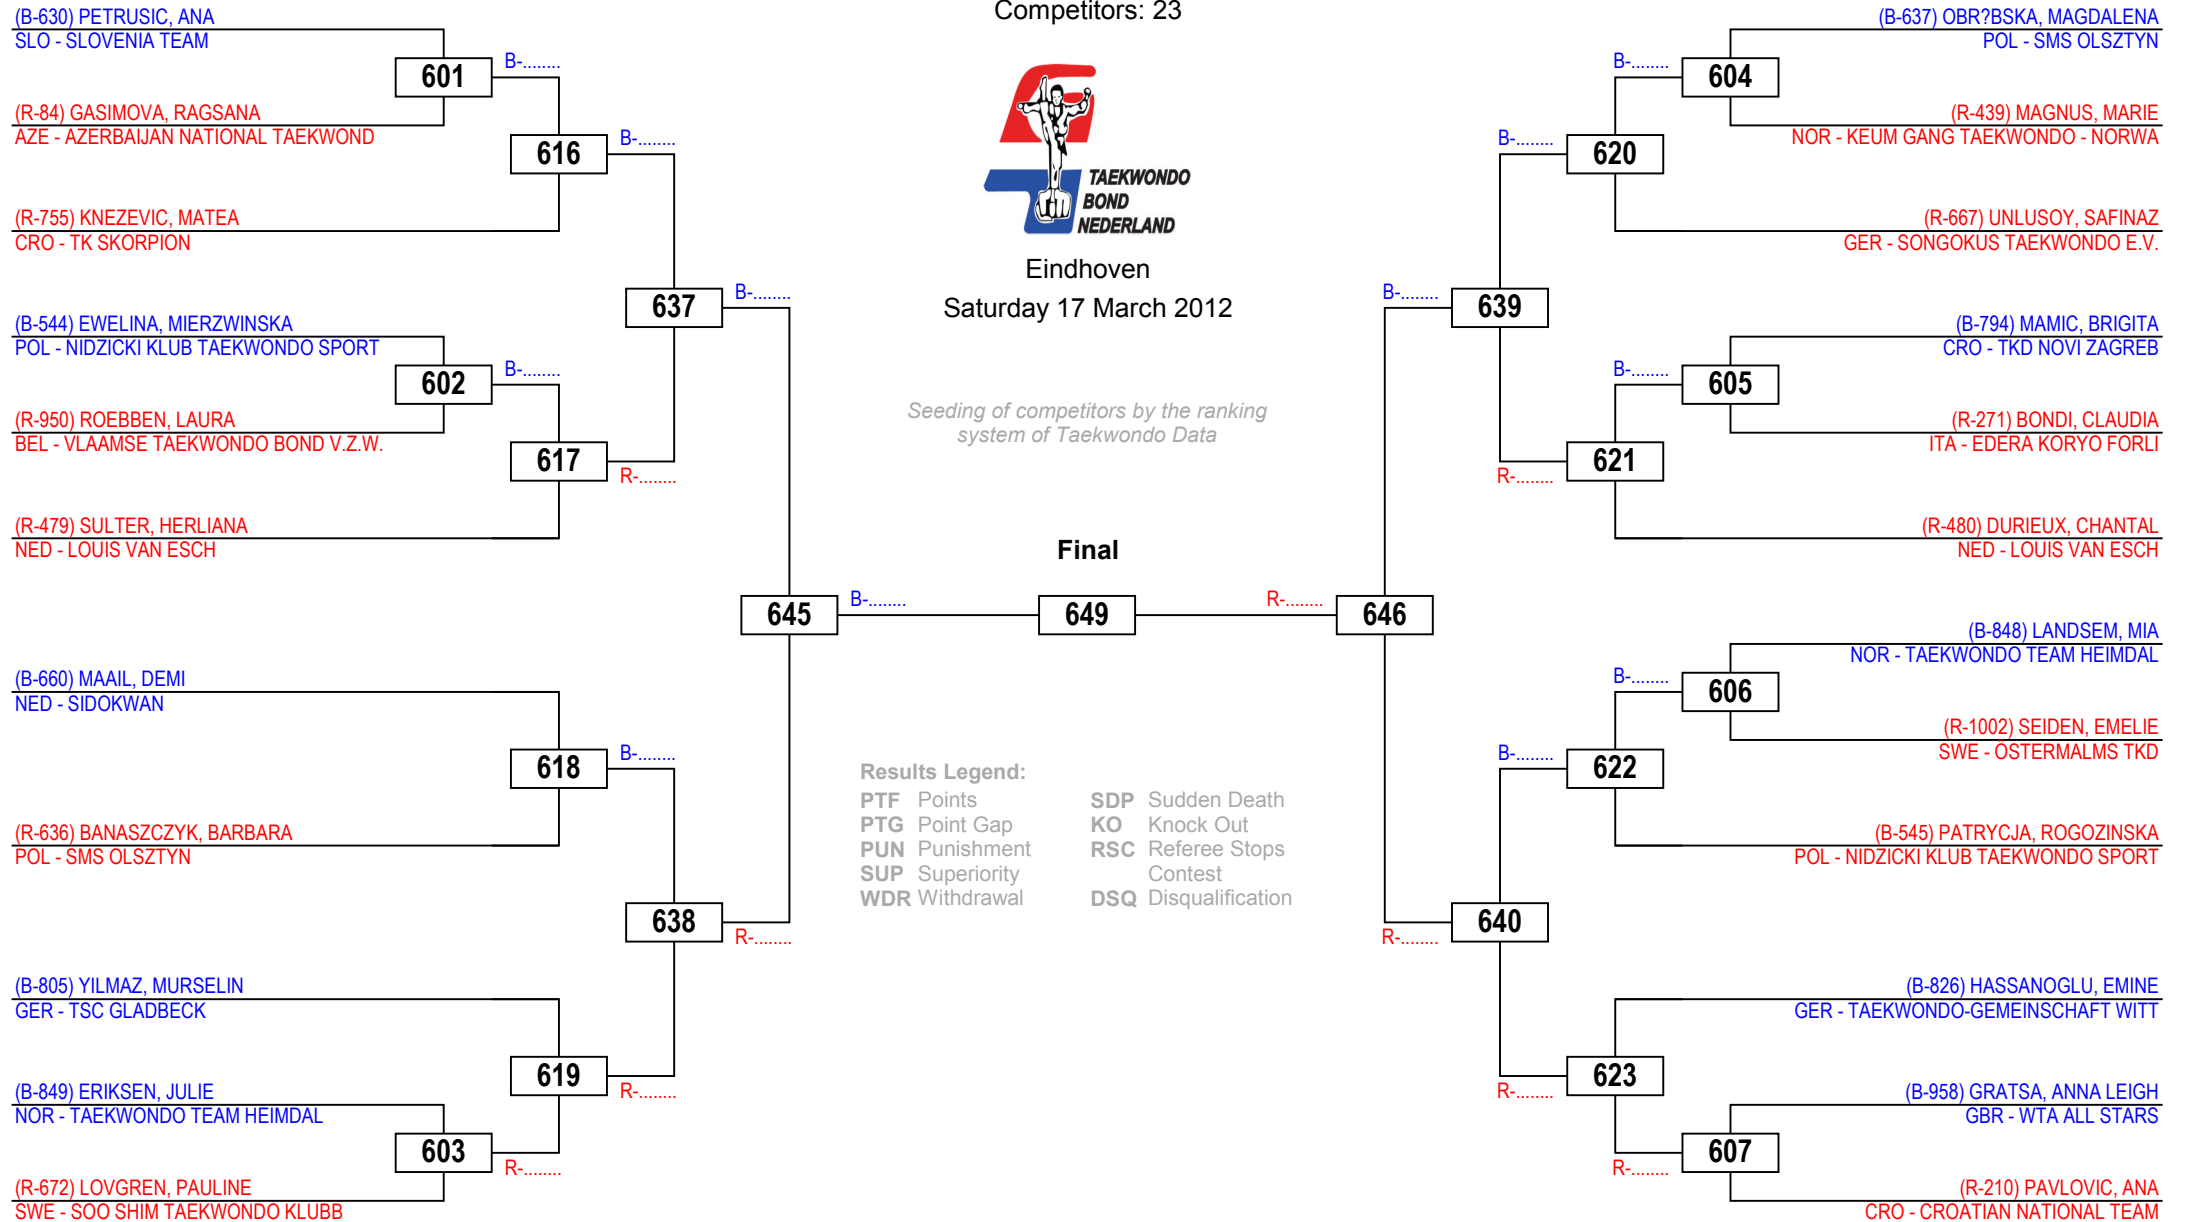 Competitors: 23
TAEKWONDO
BOND
NEDERLAND
Eindhoven
Saturday 17 March 2012
Seeding of competitors by the ranking
system of Taekwondo Data
(B-630) PETRUSIC, ANA
SLO - SLOVENIA TEAM
601
B-........
(R-84) GASIMOVA, RAGSANA
AZE - AZERBAIJAN NATIONAL TAEKWOND
616
B-........
(R-755) KNEZEVIC, MATEA
CRO - TK SKORPION
637
B-........
(B-544) EWELINA, MIERZWINSKA
POL - NIDZICKI KLUB TAEKWONDO SPORT
602
B-........
(R-950) ROEBBEN, LAURA
BEL - VLAAMSE TAEKWONDO BOND V.Z.W.
617
R-........
(R-479) SULTER, HERLIANA
NED - LOUIS VAN ESCH
645
B-........
(B-660) MAAIL, DEMI
NED - SIDOKWAN
618
B-........
(R-636) BANASZCZYK, BARBARA
POL - SMS OLSZTYN
638
R-........
(B-805) YILMAZ, MURSELIN
GER - TSC GLADBECK
619
R-........
(B-849) ERIKSEN, JULIE
NOR - TAEKWONDO TEAM HEIMDAL
603
R-........
(R-672) LOVGREN, PAULINE
SWE - SOO SHIM TAEKWONDO KLUBB
Final
649
Results Legend:
PTF Points
PTG Point Gap
PUN Punishment
SUP Superiority
WDR Withdrawal
SDP Sudden Death
KO Knock Out
RSC Referee Stops
Contest
DSQ Disqualification
(B-637) OBR?BSKA, MAGDALENA
POL - SMS OLSZTYN
B-........
604
(R-439) MAGNUS, MARIE
NOR - KEUM GANG TAEKWONDO - NORWA
B-........
620
(R-667) UNLUSOY, SAFINAZ
GER - SONGOKUS TAEKWONDO E.V.
B-........
639
(B-794) MAMIC, BRIGITA
CRO - TKD NOVI ZAGREB
B-........
605
(R-271) BONDI, CLAUDIA
ITA - EDERA KORYO FORLI
621
R-........
(R-480) DURIEUX, CHANTAL
NED - LOUIS VAN ESCH
R-........
646
(B-848) LANDSEM, MIA
NOR - TAEKWONDO TEAM HEIMDAL
B-........
606
(R-1002) SEIDEN, EMELIE
SWE - ÖSTERMALMS TKD
B-........
622
(B-545) PATRYCJA, ROGOZINSKA
POL - NIDZICKI KLUB TAEKWONDO SPORT
640
R-........
(B-826) HASSANOGLU, EMINE
GER - TAEKWONDO-GEMEINSCHAFT WITT
623
R-........
(B-958) GRATSA, ANNA LEIGH
GBR - WTA ALL STARS
607
R-........
(R-210) PAVLOVIC, ANA
CRO - CROATIAN NATIONAL TEAM